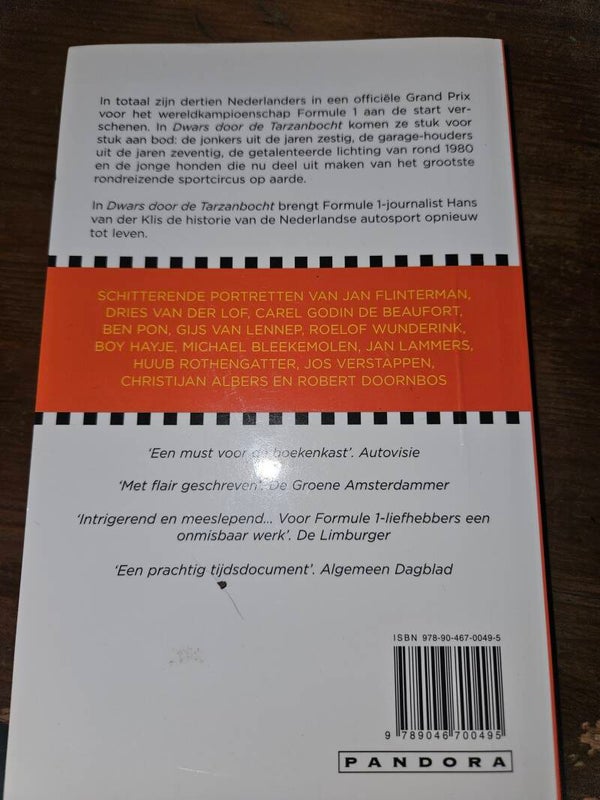 In totaal zijn dertien Nederlanders in een officiële Grand Prix
voor het wereldkampioenschap Formule 1 aan de start ver-
schenen. In Dwars door de Tarzanbocht komen ze stuk voor
stuk aan bod: de jonkers uit de jaren zestig, de garage-houders
uit de jaren zeventig, de getalenteerde lichting van rond 1980
en de jonge honden die nu deel uit maken van het grootste
rondreizende sportcircus op aarde.
In Dwars door de Tarzanbocht brengt Formule 1-journalist Hans
van der Klis de historie van de Nederlandse autosport opnieuw
tot leven.
SCHITTERENDE PORTRETTEN VAN JAN FLINTERMAN,
DRIES VAN DER LOF, CAREL GODIN DE BEAUFORT,
BEN PON, GIJS VAN LENNEP, ROELOF WUNDERINK,
BOY HAYJE, MICHAEL BLEEKEMOLEN, JAN LAMMERS,
HUUB ROTHENGATTER, JOS VERSTAPPEN,
CHRISTIJAN ALBERS EN ROBERT DOORNBOS
'Een must voor boekenkast'. Autovisie
'Met flair geschreven'. De Groene Amsterdammer
'Intrigerend en meeslepend... Voor Formule 1-liefhebbers een
onmisbaar werk'. De Limburger
'Een prachtig tijdsdocument'. Algemeen Dagblad
ISBN 978-90-467-0049-5
9 789046 700495
PANDORA